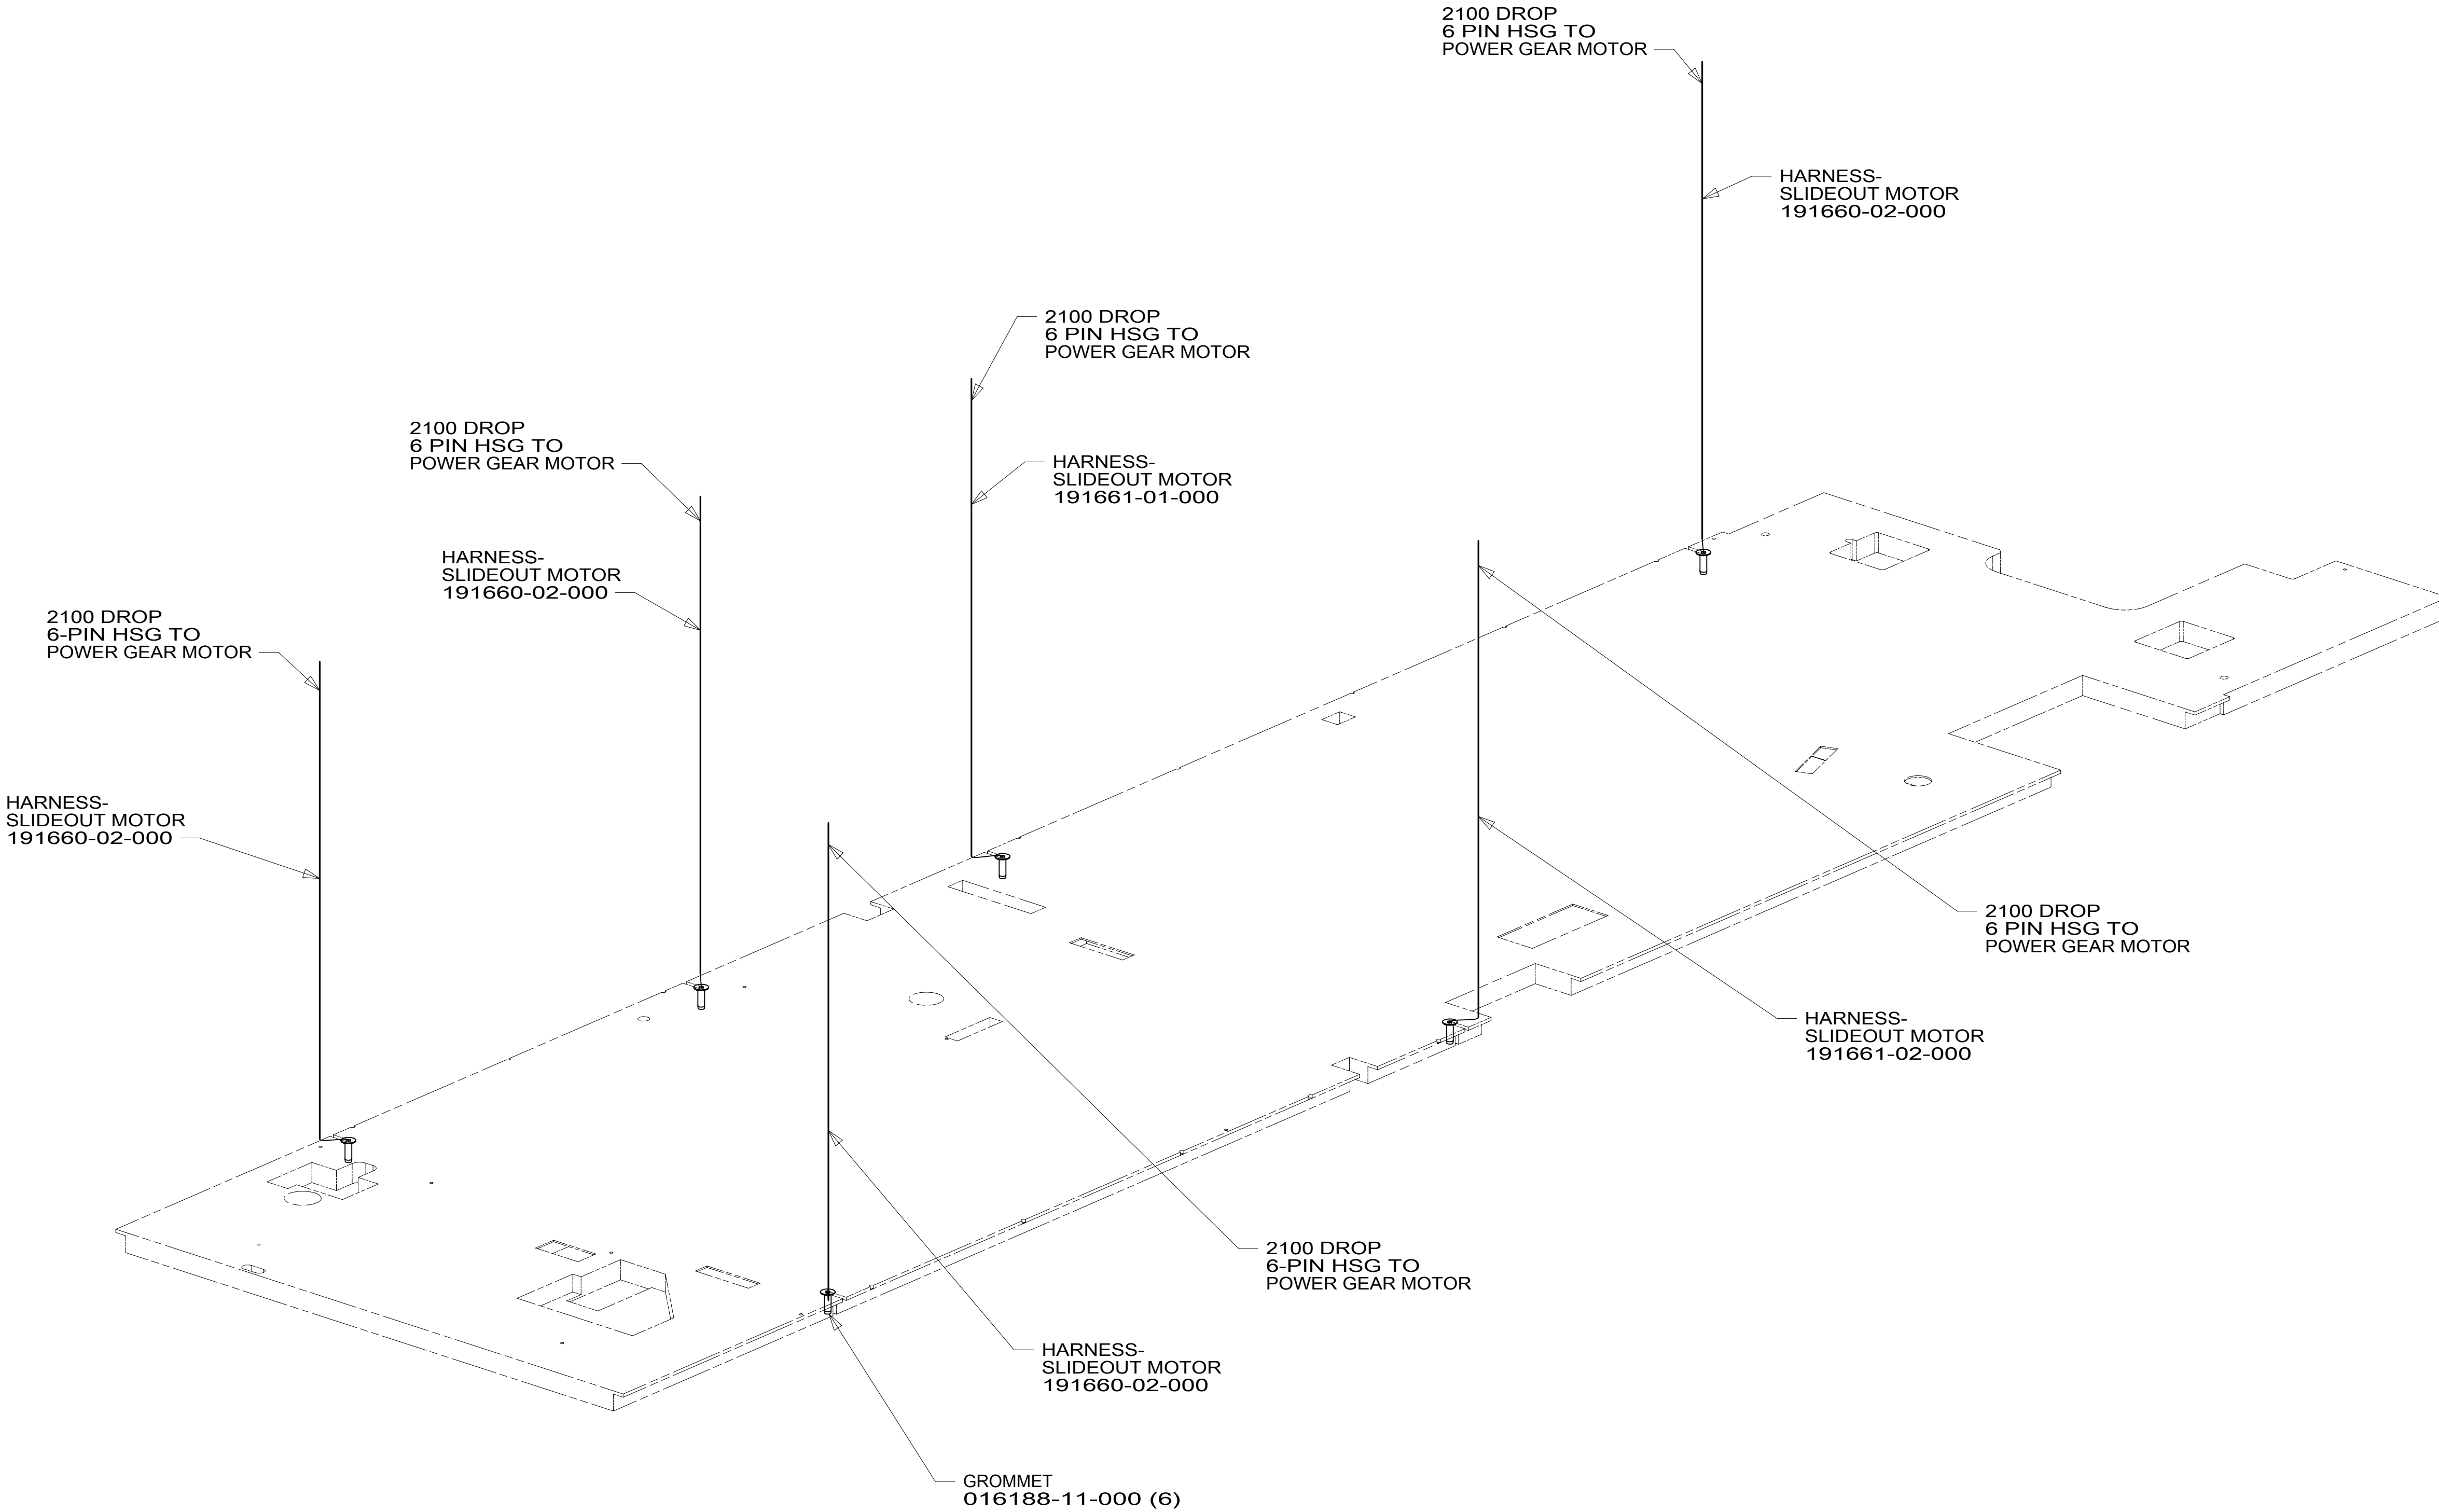 2100 DROP
6 PIN HSG TO
POWER GEAR MOTOR
HARNESS-
SLIDEOUT MOTOR
191660-02-000
2100 DROP
6 PIN HSG TO
POWER GEAR MOTOR
2100 DROP
6 PIN HSG TO
POWER GEAR MOTOR
HARNESS-
SLIDEOUT MOTOR
191661-01-000
HARNESS-
SLIDEOUT MOTOR
191660-02-000
2100 DROP
6-PIN HSG TO
POWER GEAR MOTOR
HARNESS-
SLIDEOUT MOTOR
191660-02-000
2100 DROP
6 PIN HSG TO
POWER GEAR MOTOR
HARNESS-
SLIDEOUT MOTOR
191661-02-000
2100 DROP
6-PIN HSG TO
POWER GEAR MOTOR
HARNESS-
SLIDEOUT MOTOR
191660-02-000
GROMMET
016188-11-000 (6)